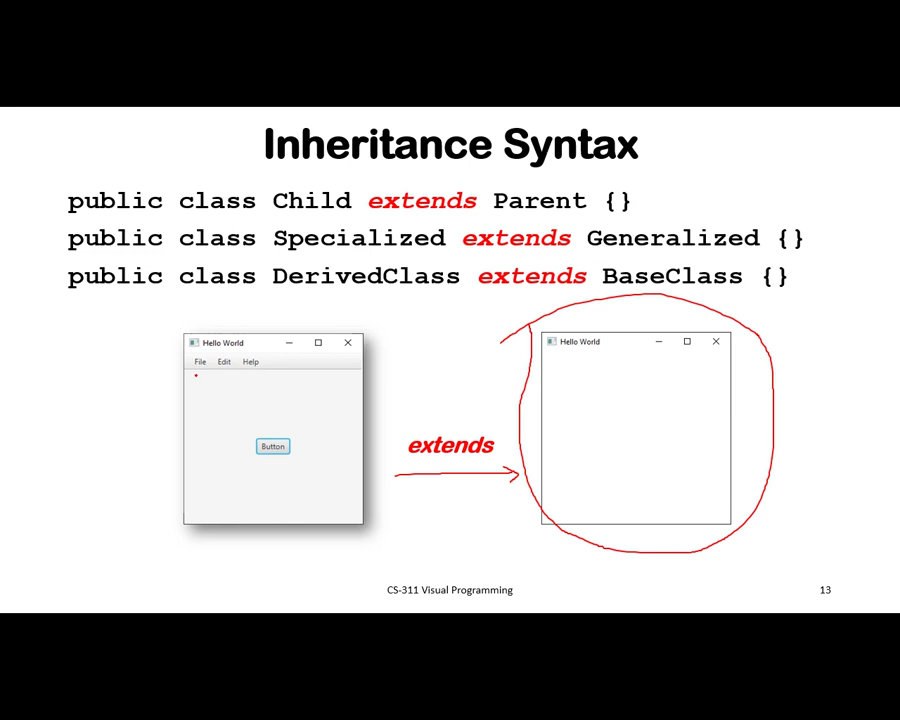 Inheritance Syntax
public class Child extends Parent {}
public class Specialized extends Generalized {}
public class DerivedClass extends BaseClass {}
Hello World
File Edit Help
Button
extends
Hello World
CS-311 Visual Programming
13